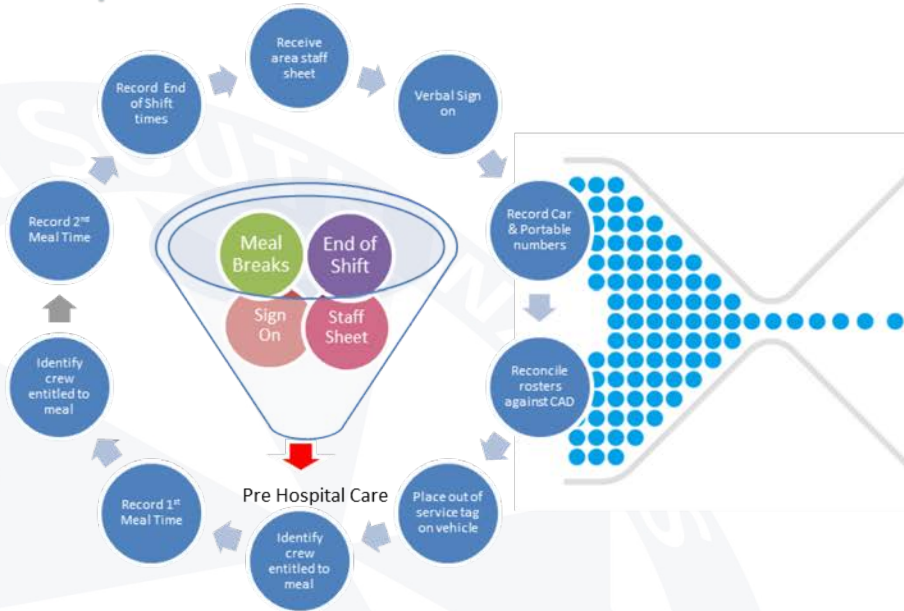 Receive
area staff
sheet
Verbal Sign
on
Record Car
& Portable
numbers
Reconcile
rosters
against CAD
Place out of
service tag
on vehicle
Identify
crew
entitled to
meal
Record 1st
Meal Time
Identify
crew
entitled to
meal
Record 2nd
Meal Time
Record End
of Shift
times
Meal
Breaks
End of
Shift
Sign
On
Staff
Sheet
Pre Hospital Care